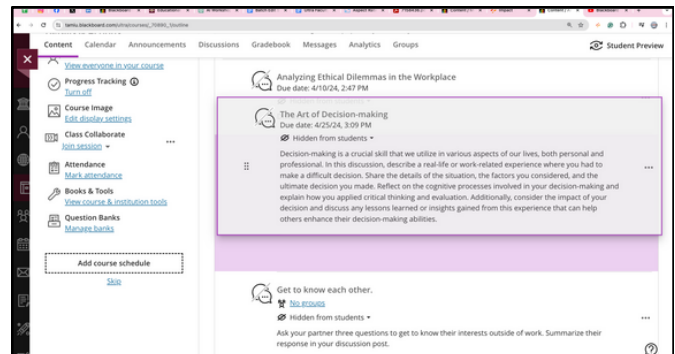 tamiu.blackboard.com/ultra/courses/_70695_1/outline
Content Calendar Announcements Discussions Gradebook Messages Analytics Groups
Student Preview
View everyone in your course
Progress Tracking
Turn off
Course Image
Edit display settings
Class Collaborate
Join session
Attendance
Mark attendance
Books & Tools
View course & institution tools
Question Banks
Manage banks
Add course schedule
Skip
Analyzing Ethical Dilemmas in the Workplace
Due date: 4/10/24, 2:47 PM
The Art of Decision-making
Due date: 4/25/24, 3:09 PM
Hidden from students
Decision-making is a crucial skill that we utilize in various aspects of our lives, both personal and
professional. In this discussion, describe a real-life or work-related experience where you had to
make a difficult decision. Share the details of the situation, the factors you considered, and the
ultimate decision you made. Reflect on the cognitive processes involved in your decision-making and
explain how you applied critical thinking and evaluation. Additionally, consider the impact of your
decision and discuss any lessons learned or insights gained from this experience that can help
others enhance their decision-making abilities.
Get to know each other.
No groups
Hidden from students
Ask your partner three questions to get to know their interests outside of work. Summarize their
response in your discussion post.